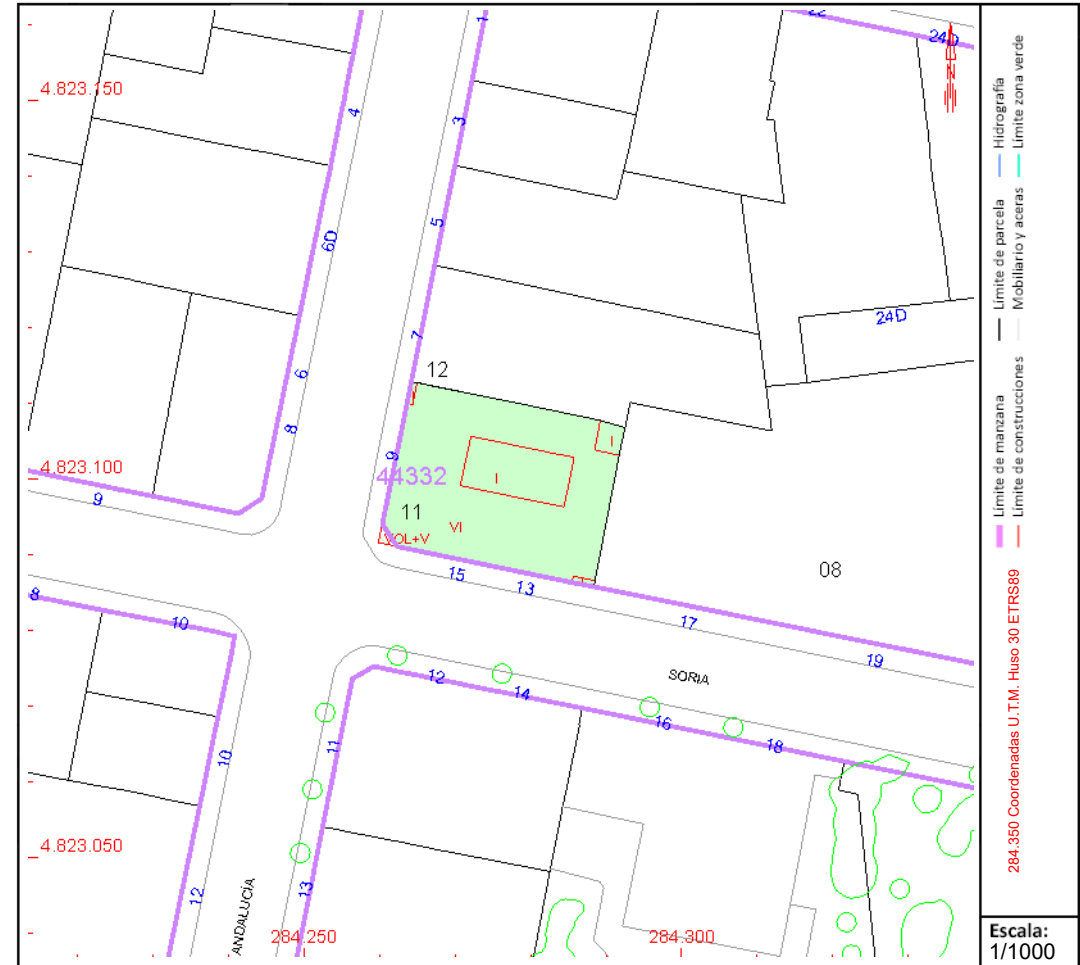 22
24D
1
4.823.150
4
3
5
6D
24D
7
12
6
8
9
4.823.100
44332
I
I
9
11
VI
VOL+V
15
13
08
8
10
17
19
SORIA
12
14
16
18
11
10
4.823.050
12
13
ANDALUCÍA
284.250
284.300
Hidrografía
Límite zona verde
Límite de parcela
Mobiliario y aceras
Límite de manzana
Límite de construcciones
284.350 Coordenadas U.T.M. Huso 30 ETRS89
Escala:
1/1000